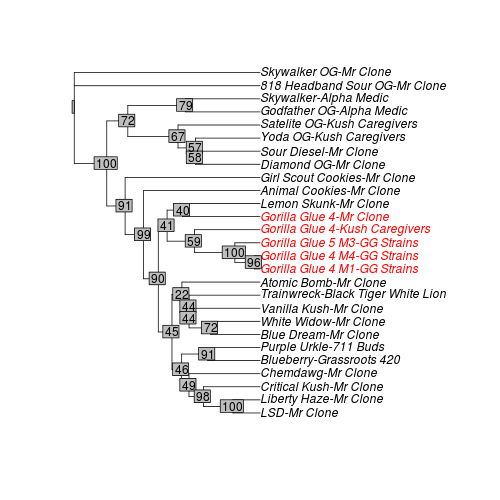 Skywalker OG-Mr Clone
818 Headband Sour OG-Mr Clone
Skywalker-Alpha Medic
79
Godfather OG-Alpha Medic
72
Satelite OG-Kush Caregivers
67
Yoda OG-Kush Caregivers
57
Sour Diesel-Mr Clone
58
Diamond OG-Mr Clone
100
Girl Scout Cookies-Mr Clone
91
Animal Cookies-Mr Clone
Lemon Skunk-Mr Clone
40
Gorilla Glue 4-Mr Clone
41
Gorilla Glue 4-Kush Caregivers
99
59
Gorilla Glue 5 M3-GG Strains
100
Gorilla Glue 4 M4-GG Strains
96
Gorilla Glue 4 M1-GG Strains
90
Atomic Bomb-Mr Clone
22
Trainwreck-Black Tiger White Lion
44
Vanilla Kush-Mr Clone
44
White Widow-Mr Clone
72
45
Blue Dream-Mr Clone
Purple Urkle-711 Buds
91
Blueberry-Grassroots 420
46
Chemdawg-Mr Clone
49
Critical Kush-Mr Clone
98
Liberty Haze-Mr Clone
100
LSD-Mr Clone